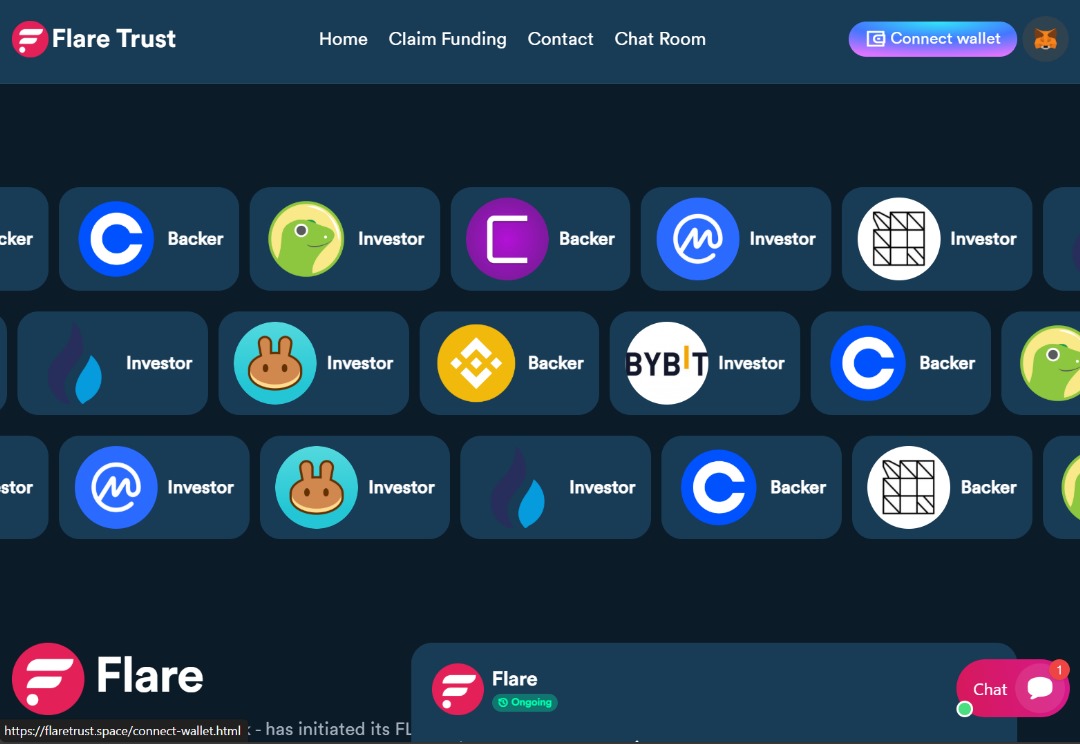 Flare Trust
Home Claim Funding Contact Chat Room
Connect wallet
cker Backer Investor Backer Investor Investor
Investor Investor Backer BYBIT Investor Backer
stor Investor Investor Investor Backer Backer
Flare
Flare
Ongoing
Chat
1
https://flaretrust.space/connect-wallet.html
- has initiated its FL